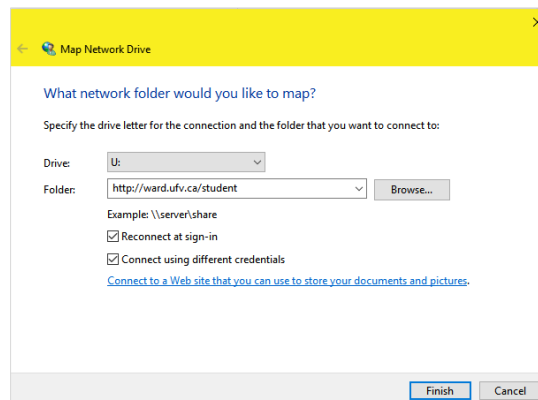 Map Network Drive
What network folder would you like to map?
Specify the drive letter for the connection and the folder that you want to connect to:
Drive: U:
Folder: http://ward.ufv.ca/student Browse...
Example: \\server\share
Reconnect at sign-in
Connect using different credentials
Connect to a Web site that you can use to store your documents and pictures.
Finish Cancel